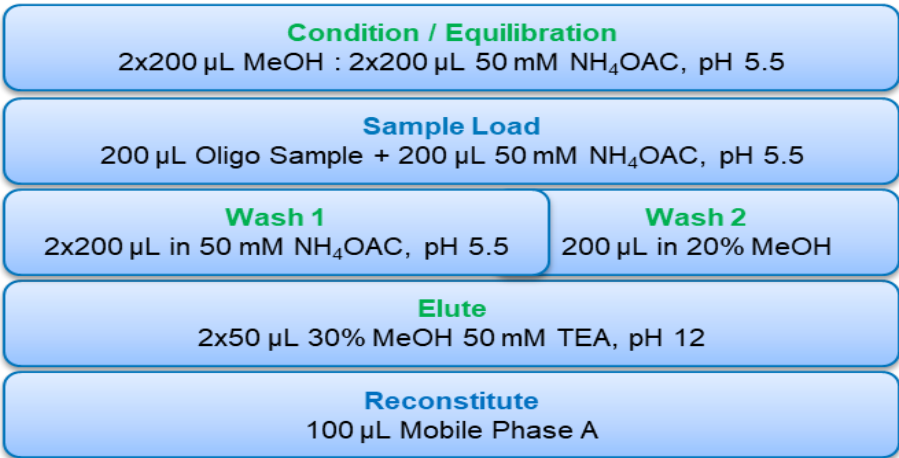 Condition / Equilibration
2x200 µL MeOH : 2x200 µL 50 mM NH₄OAC, pH 5.5
Sample Load
200 µL Oligo Sample + 200 µL 50 mM NH₄OAC, pH 5.5
Wash 1
2x200 µL in 50 mM NH₄OAC, pH 5.5
Wash 2
200 µL in 20% MeOH
Elute
2x50 µL 30% MeOH 50 mM TEA, pH 12
Reconstitute
100 µL Mobile Phase A